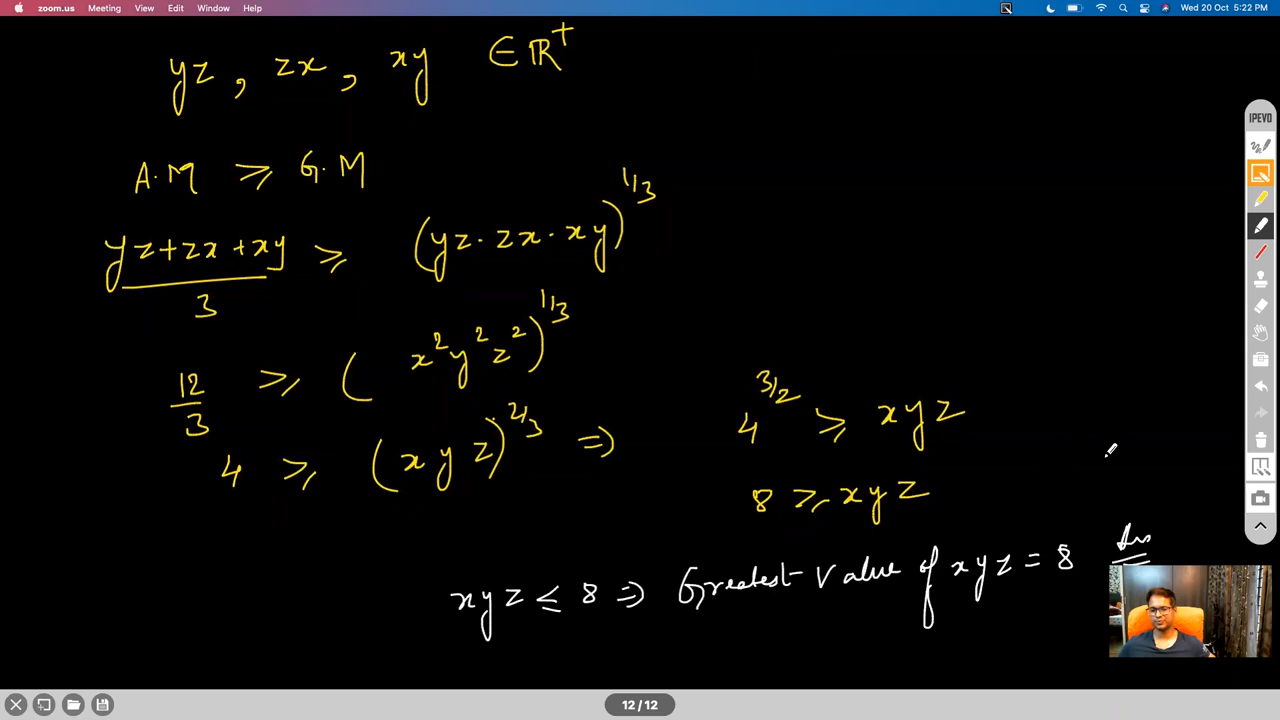 zoom.us Meeting View Edit Window Help Wed 20 Oct 5:22 PM
yz, zx, xy ∈ℝ⁺
A.M ≥ G.M
IPEVO
(yz+zx+xy)/3 ≥ (yz·zx·xy)^1/3
12/3 ≥ (x²y²z²)^1/3
4 ≥ (xyz)^2/3 ⇒ 4^3/2 ≥ xyz
8 ≥ xyz
xyz ≤ 8 ⇒ Greatest Value of xyz = 8 Ans
12 / 12